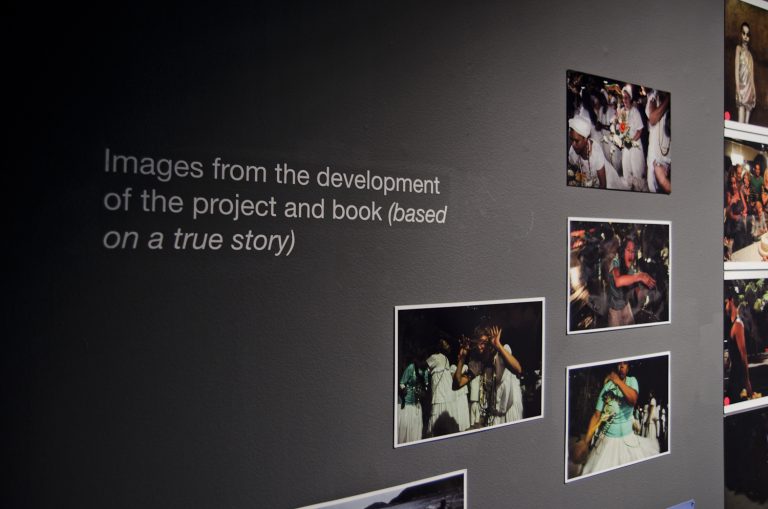 Images from the development
of the project and book (based
on a true story)